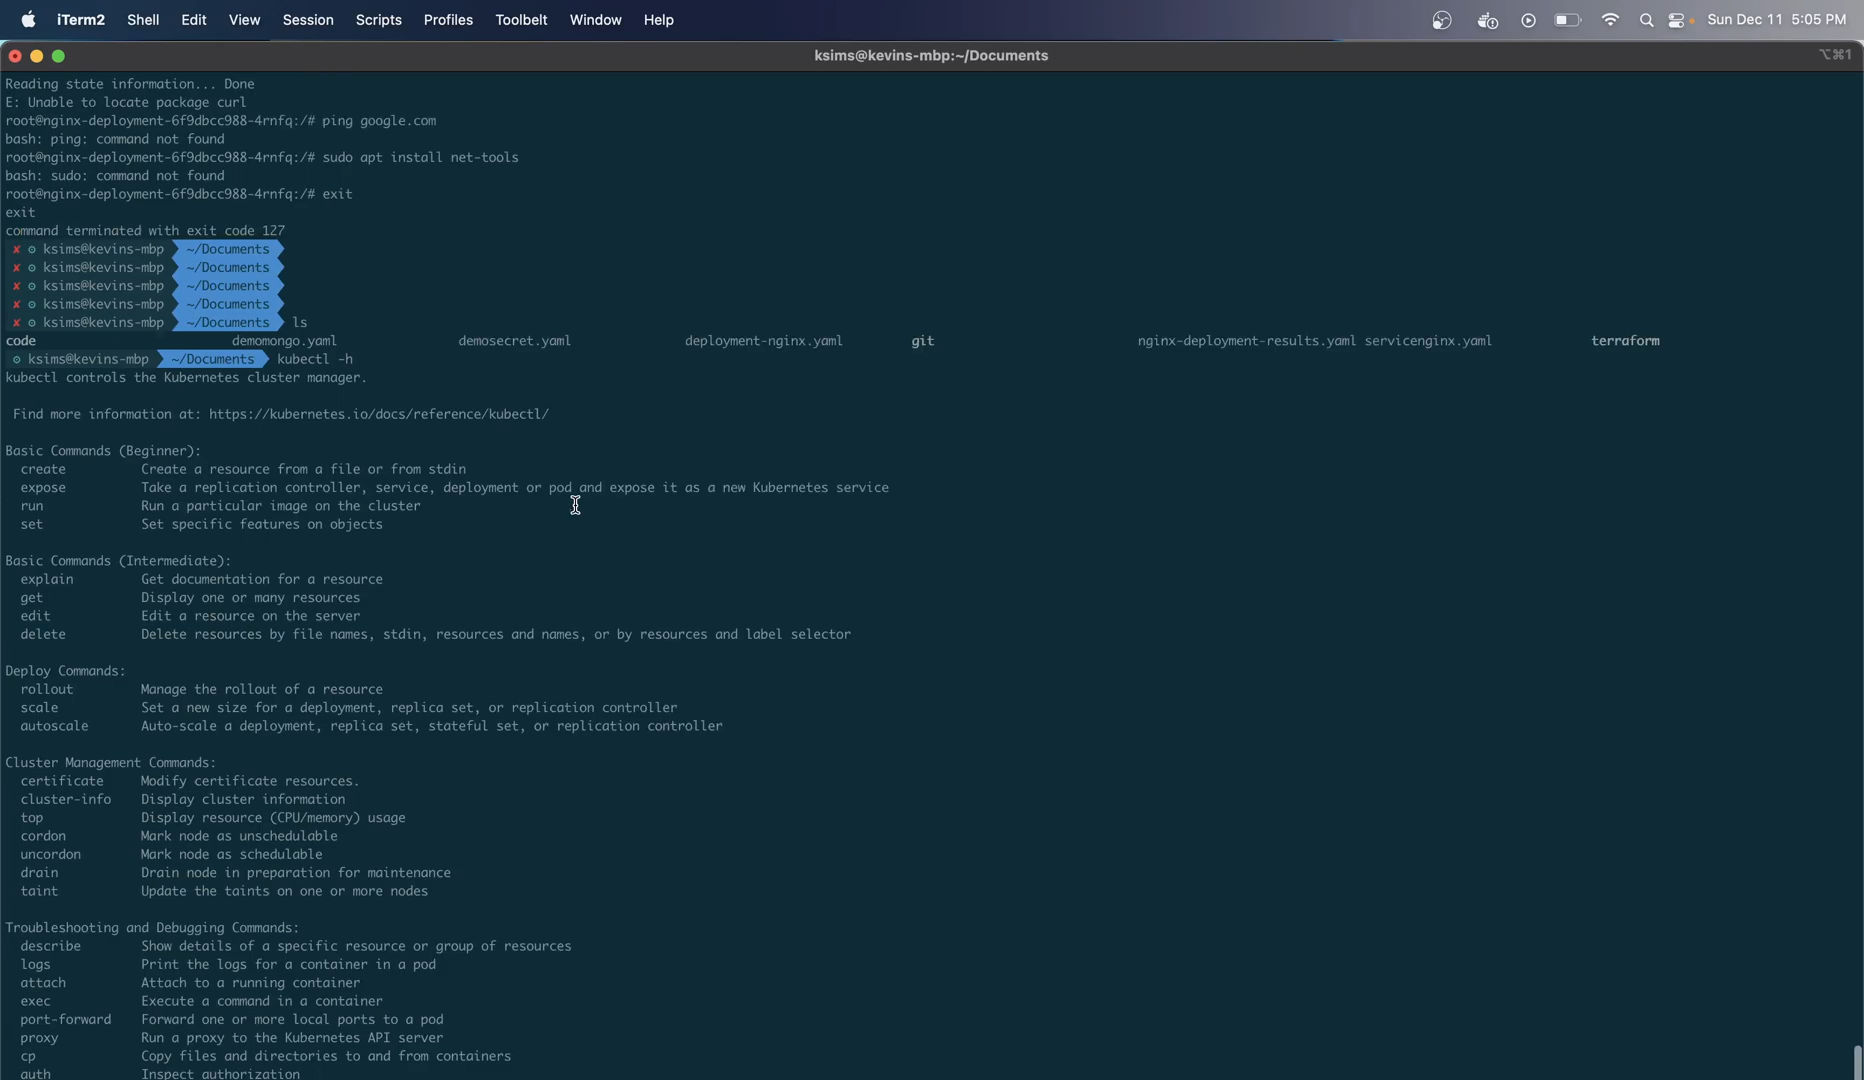 iTerm2 Shell Edit View Session Scripts Profiles Toolbelt Window Help Sun Dec 11 5:05 PM
ksims@kevins-mbp:~/Documents ⌥⌘1
Reading state information... Done
E: Unable to locate package curl
root@nginx-deployment-6f9dbcc988-4rnfq:/# ping google.com
bash: ping: command not found
root@nginx-deployment-6f9dbcc988-4rnfq:/# sudo apt install net-tools
bash: sudo: command not found
root@nginx-deployment-6f9dbcc988-4rnfq:/# exit
exit
command terminated with exit code 127
✘ ⚙ ksims@kevins-mbp ~/Documents
✘ ⚙ ksims@kevins-mbp ~/Documents
✘ ⚙ ksims@kevins-mbp ~/Documents
✘ ⚙ ksims@kevins-mbp ~/Documents
✘ ⚙ ksims@kevins-mbp ~/Documents ls
code demomongo.yaml demosecret.yaml deployment-nginx.yaml git nginx-deployment-results.yaml servicenginx.yaml terraform
⚙ ksims@kevins-mbp ~/Documents kubectl -h
kubectl controls the Kubernetes cluster manager.
Find more information at: https://kubernetes.io/docs/reference/kubectl/
Basic Commands (Beginner):
create Create a resource from a file or from stdin
expose Take a replication controller, service, deployment or pod and expose it as a new Kubernetes service
run Run a particular image on the cluster
set Set specific features on objects
Basic Commands (Intermediate):
explain Get documentation for a resource
get Display one or many resources
edit Edit a resource on the server
delete Delete resources by file names, stdin, resources and names, or by resources and label selector
Deploy Commands:
rollout Manage the rollout of a resource
scale Set a new size for a deployment, replica set, or replication controller
autoscale Auto-scale a deployment, replica set, stateful set, or replication controller
Cluster Management Commands:
certificate Modify certificate resources.
cluster-info Display cluster information
top Display resource (CPU/memory) usage
cordon Mark node as unschedulable
uncordon Mark node as schedulable
drain Drain node in preparation for maintenance
taint Update the taints on one or more nodes
Troubleshooting and Debugging Commands:
describe Show details of a specific resource or group of resources
logs Print the logs for a container in a pod
attach Attach to a running container
exec Execute a command in a container
port-forward Forward one or more local ports to a pod
proxy Run a proxy to the Kubernetes API server
cp Copy files and directories to and from containers
auth Inspect authorization